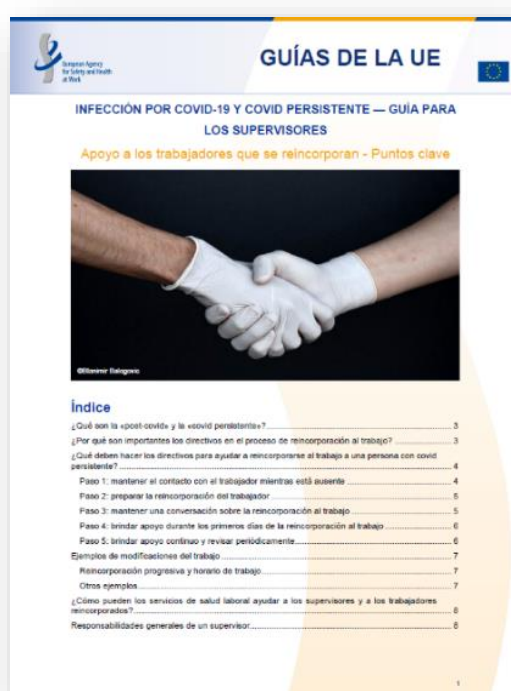 European Agency
for Safety and Health
at Work
GUÍAS DE LA UE
INFECCIÓN POR COVID-19 Y COVID PERSISTENTE — GUÍA PARA
LOS SUPERVISORES
Apoyo a los trabajadores que se reincorporan - Puntos clave
Índice
¿Qué son la «post-covid» y la «covid persistente»? 3
¿Por qué son importantes los directivos en el proceso de reincorporación al trabajo? 3
¿Qué deben hacer los directivos para ayudar a reincorporarse al trabajo a una persona con covid
persistente? 4
Paso 1: mantener el contacto con el trabajador mientras está ausente 4
Paso 2: preparar la reincorporación del trabajador 5
Paso 3: mantener una conversación sobre la reincorporación al trabajo 5
Paso 4: brindar apoyo durante los primeros días de la reincorporación al trabajo 6
Paso 5: brindar apoyo continuo y revisar periódicamente 6
Ejemplos de modificaciones del trabajo 7
Reincorporación progresiva y horario de trabajo 7
Otros ejemplos 7
¿Cómo pueden los servicios de salud laboral ayudar a los supervisores y a los trabajadores
reincorporados? 8
Responsabilidades generales de un supervisor 8
1